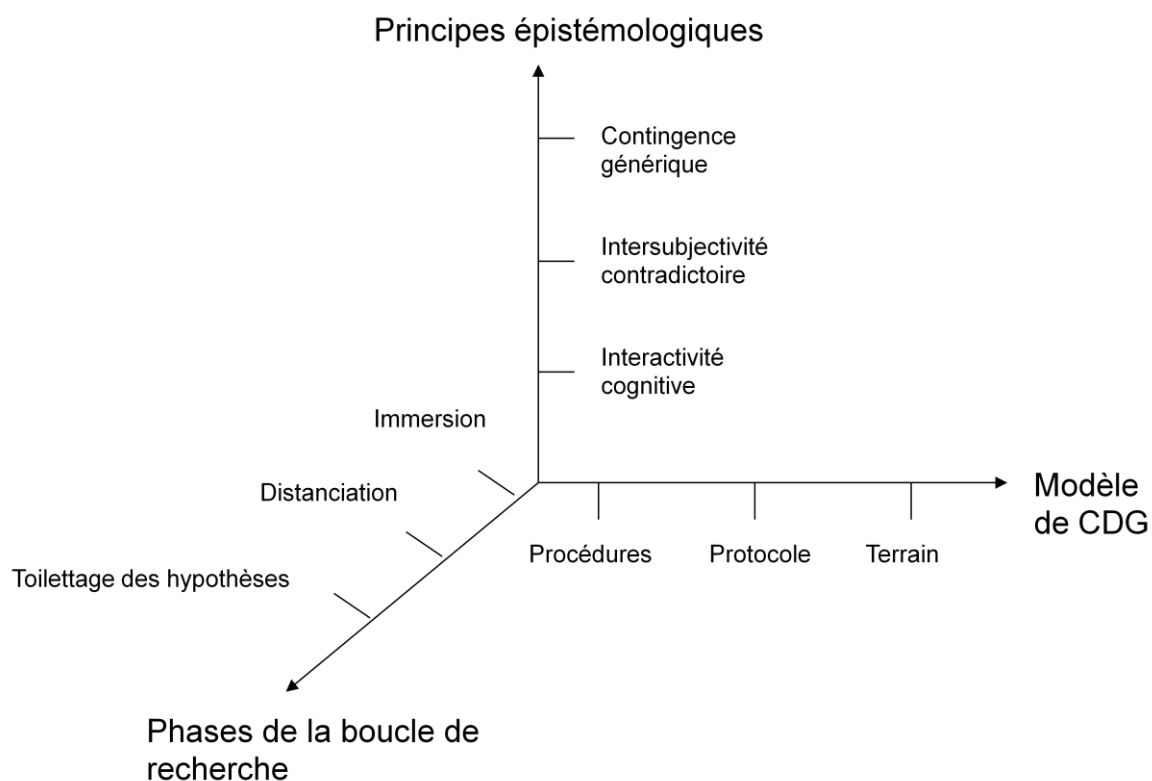 Principes épistémologiques
Contingence
générique
Intersubjectivité
contradictoire
Interactivité
cognitive
Immersion
Distanciation
Toilettage des hypothèses
Modèle
de CDG
Procédures
Protocole
Terrain
Phases de la boucle de
recherche